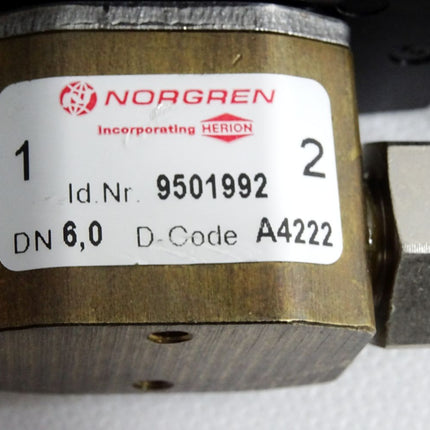 NORGREN
Incorporating HERION
1 2
Id.Nr. 9501992
DN 6,0 D-Code A4222